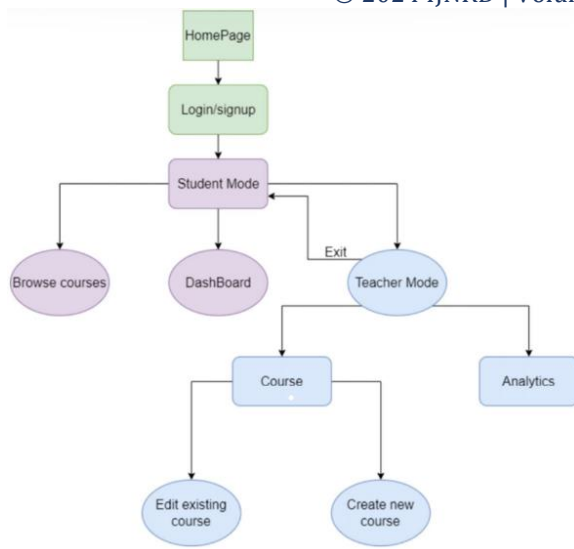 HomePage
Login/signup
Student Mode
Exit
Browse courses
DashBoard
Teacher Mode
Course
Analytics
Edit existing
course
Create new
course